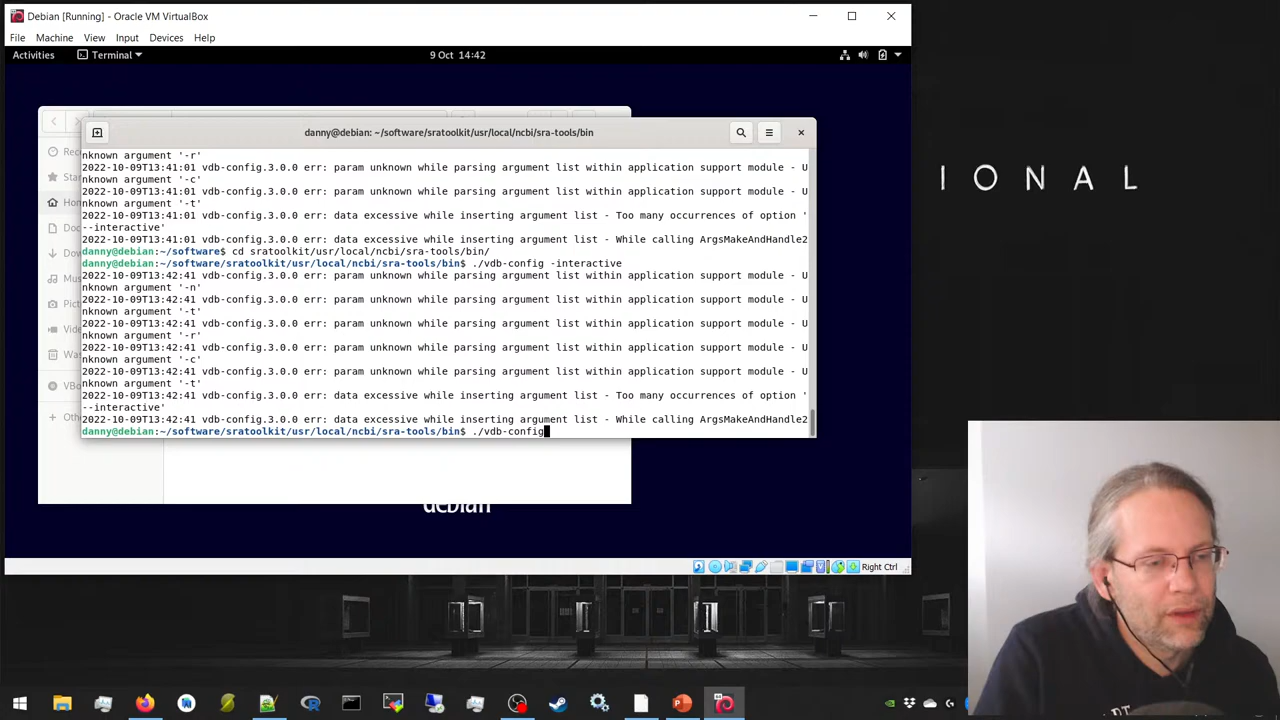 Debian [Running] - Oracle VM VirtualBox
File Machine View Input Devices Help
Activities Terminal 9 Oct 14:42
danny@debian: ~/software/sratoolkit/usr/local/ncbi/sra-tools/bin
nknown argument '-r'
2022-10-09T13:41:01 vdb-config.3.0.0 err: param unknown while parsing argument list within application support module - U
nknown argument '-c'
2022-10-09T13:41:01 vdb-config.3.0.0 err: param unknown while parsing argument list within application support module - U
nknown argument '-t'
2022-10-09T13:41:01 vdb-config.3.0.0 err: data excessive while inserting argument list - Too many occurrences of option '
--interactive'
2022-10-09T13:41:01 vdb-config.3.0.0 err: data excessive while inserting argument list - While calling ArgsMakeAndHandle2
danny@debian:~/software$ cd sratoolkit/usr/local/ncbi/sra-tools/bin/
danny@debian:~/software/sratoolkit/usr/local/ncbi/sra-tools/bin$ ./vdb-config -interactive
2022-10-09T13:42:41 vdb-config.3.0.0 err: param unknown while parsing argument list within application support module - U
nknown argument '-n'
2022-10-09T13:42:41 vdb-config.3.0.0 err: param unknown while parsing argument list within application support module - U
nknown argument '-t'
2022-10-09T13:42:41 vdb-config.3.0.0 err: param unknown while parsing argument list within application support module - U
nknown argument '-r'
2022-10-09T13:42:41 vdb-config.3.0.0 err: param unknown while parsing argument list within application support module - U
nknown argument '-c'
2022-10-09T13:42:41 vdb-config.3.0.0 err: param unknown while parsing argument list within application support module - U
nknown argument '-t'
2022-10-09T13:42:41 vdb-config.3.0.0 err: data excessive while inserting argument list - Too many occurrences of option '
--interactive'
2022-10-09T13:42:41 vdb-config.3.0.0 err: data excessive while inserting argument list - While calling ArgsMakeAndHandle2
danny@debian:~/software/sratoolkit/usr/local/ncbi/sra-tools/bin$ ./vdb-config
Rec
Hom
Doc
Dow
Mus
Pict
Vide
Was
VBo
Oth
debian
Right Ctrl
I O N A L